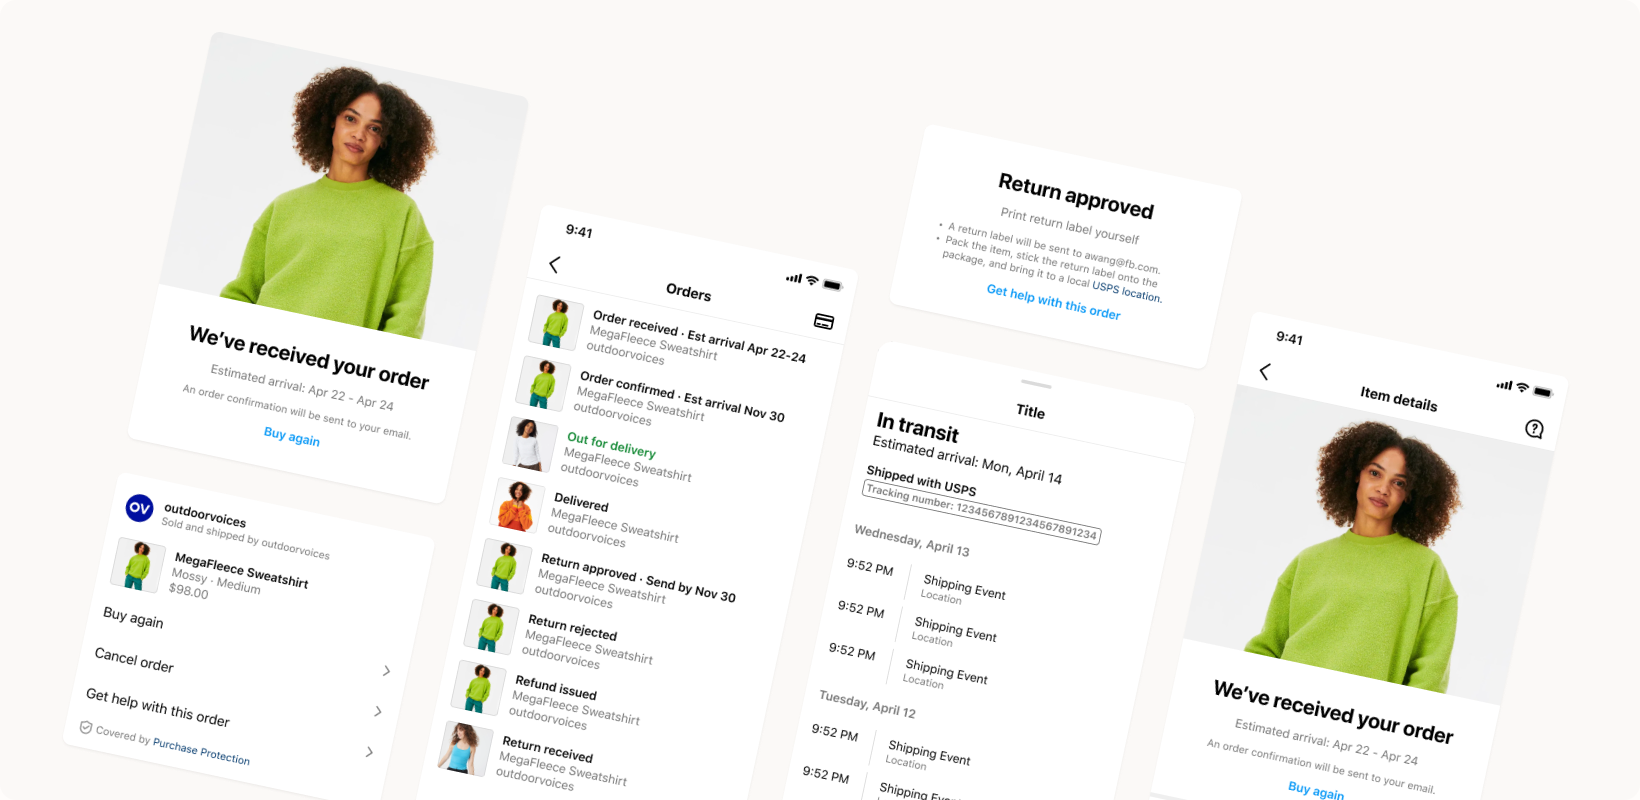 We've received your order
Estimated arrival: Apr 22 - Apr 24
An order confirmation will be sent to your email.
Buy again
OV
outdoorvoices
Sold and shipped by outdoorvoices
MegaFleece Sweatshirt
Mossy · Medium
$98.00
Buy again
Cancel order
Get help with this order
Covered by Purchase Protection
9:41
Orders
Order received · Est arrival Apr 22-24
MegaFleece Sweatshirt
outdoorvoices
Order confirmed · Est arrival Nov 30
MegaFleece Sweatshirt
outdoorvoices
Out for delivery
MegaFleece Sweatshirt
outdoorvoices
Delivered
MegaFleece Sweatshirt
outdoorvoices
Return approved · Send by Nov 30
MegaFleece Sweatshirt
outdoorvoices
Return rejected
MegaFleece Sweatshirt
outdoorvoices
Refund issued
MegaFleece Sweatshirt
outdoorvoices
Return received
MegaFleece Sweatshirt
outdoorvoices
Return approved
Print return label yourself
• A return label will be sent to awang@fb.com.
• Pack the item, stick the return label onto the
package, and bring it to a local USPS location.
Get help with this order
Title
In transit
Estimated arrival: Mon, April 14
Shipped with USPS
Tracking number: 1234567891234567891234
Wednesday, April 13
9:52 PM
Shipping Event
Location
9:52 PM
Shipping Event
Location
9:52 PM
Shipping Event
Location
Tuesday, April 12
9:52 PM
Shipping Event
Location
9:52 PM
Shipping Event
9:41
Item details
We've received your order
Estimated arrival: Apr 22 - Apr 24
An order confirmation will be sent to your email.
Buy again